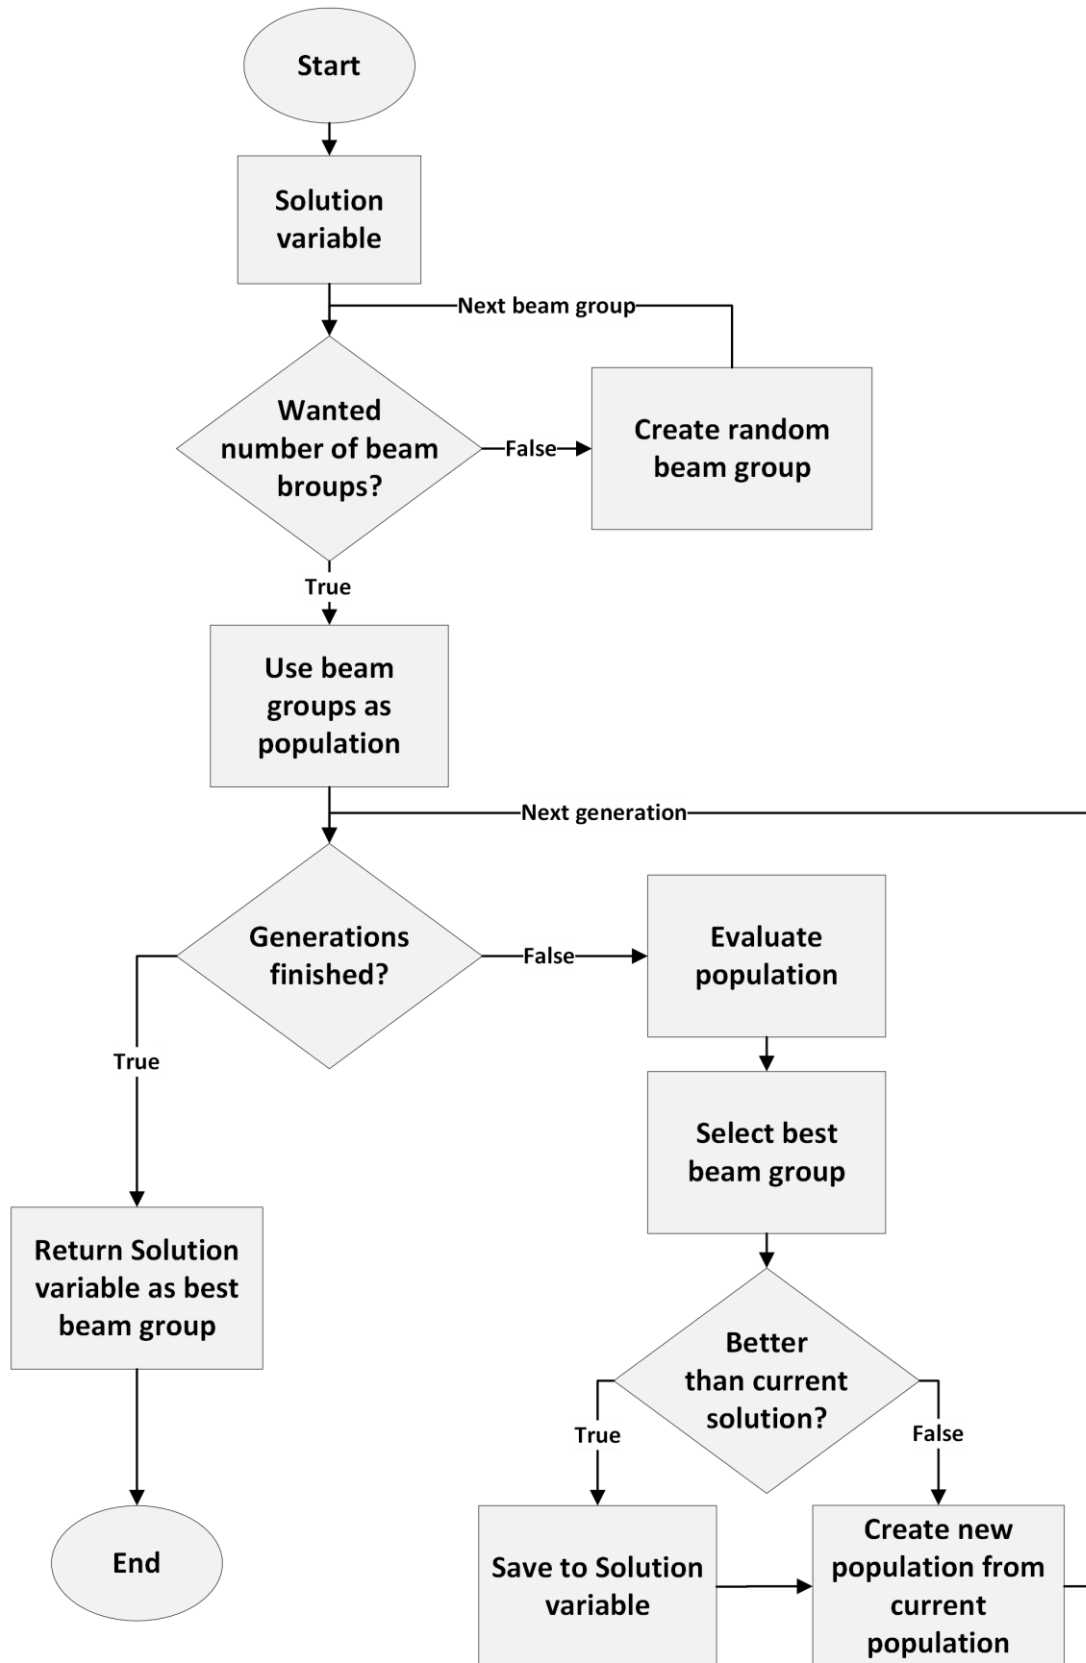 Start
Solution
variable
Next beam group
Wanted
number of beam
broups?
False
Create random
beam group
True
Use beam
groups as
population
Next generation
Generations
finished?
False
Evaluate
population
True
Select best
beam group
Return Solution
variable as best
beam group
Better
than current
solution?
True
False
End
Save to Solution
variable
Create new
population from
current
population